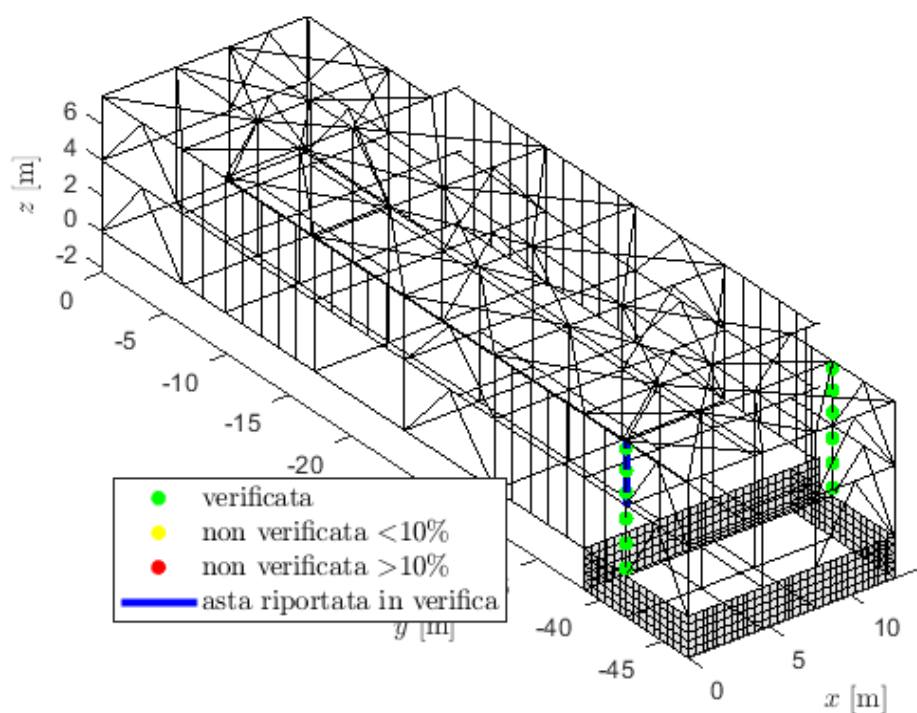 6
4
2
0
-2
z [m]
0
-5
-10
-15
-20
verificata
non verificata <10%
non verificata >10%
asta riportata in verifica
y [m]
-40
-45
0
5
10
x [m]